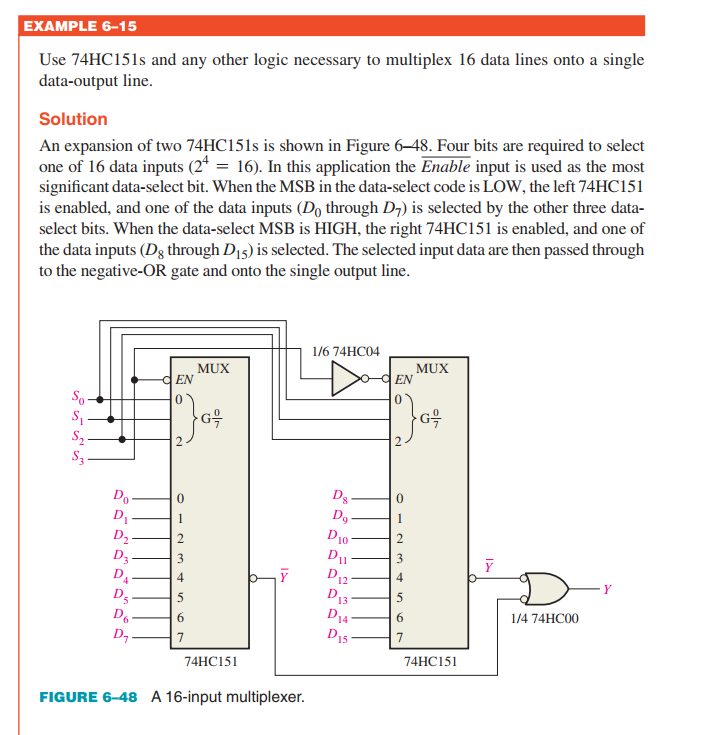 EXAMPLE 6–15
Use 74HC151s and any other logic necessary to multiplex 16 data lines onto a single
data-output line.
Solution
An expansion of two 74HC151s is shown in Figure 6–48. Four bits are required to select
one of 16 data inputs (2⁴ = 16). In this application the E̅n̅a̅b̅l̅e̅ input is used as the most
significant data-select bit. When the MSB in the data-select code is LOW, the left 74HC151
is enabled, and one of the data inputs (D₀ through D₇) is selected by the other three data-
select bits. When the data-select MSB is HIGH, the right 74HC151 is enabled, and one of
the data inputs (D₈ through D₁₅) is selected. The selected input data are then passed through
to the negative-OR gate and onto the single output line.
1/6 74HC04
MUX
EN
0
G 0/7
2
S₀
S₁
S₂
S₃
D₀ 0
D₁ 1
D₂ 2
D₃ 3
D₄ 4
D₅ 5
D₆ 6
D₇ 7
Y̅
74HC151
MUX
EN
0
G 0/7
2
D₈ 0
D₉ 1
D₁₀ 2
D₁₁ 3
D₁₂ 4
D₁₃ 5
D₁₄ 6
D₁₅ 7
Y̅
74HC151
Y
1/4 74HC00
FIGURE 6–48 A 16-input multiplexer.